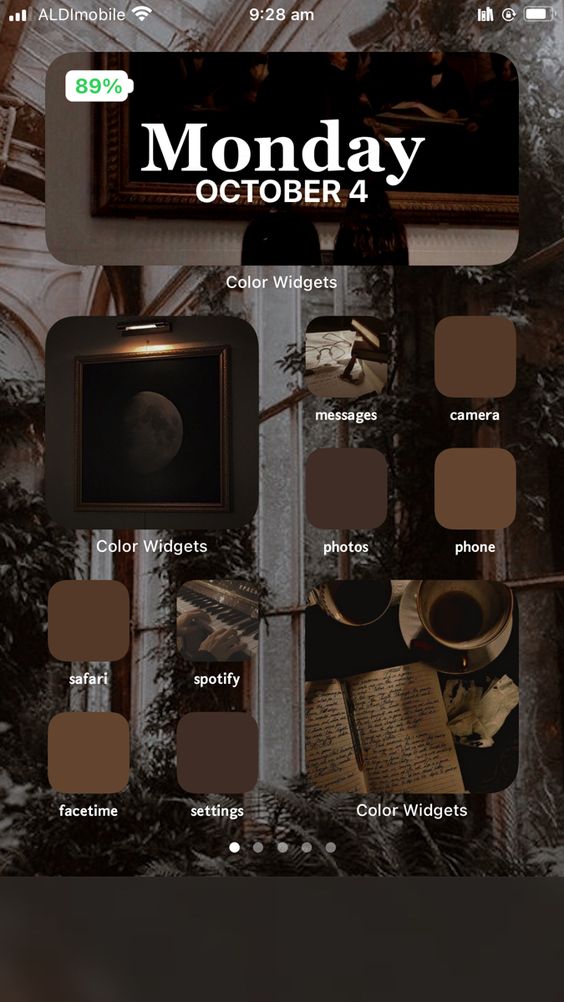 ALDImobile 9:28 am
89%
Monday
OCTOBER 4
Color Widgets
messages camera
photos phone
Color Widgets
safari spotify
facetime settings
Color Widgets